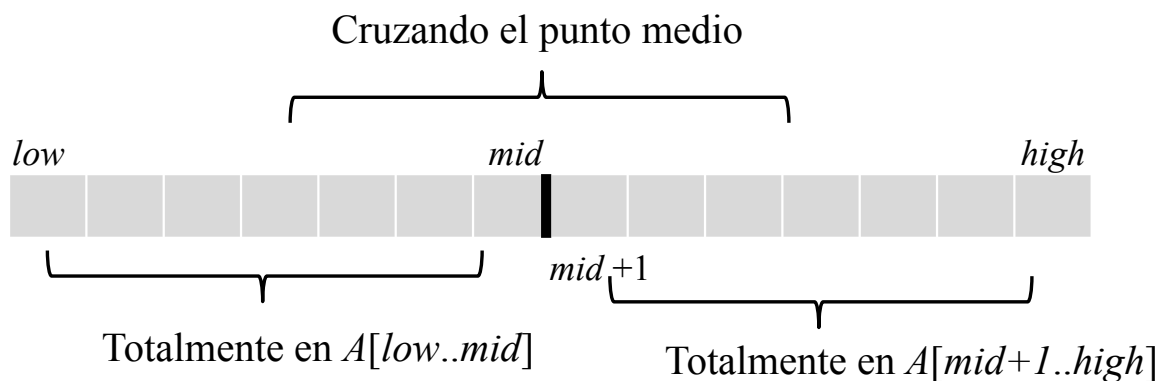 Cruzando el punto medio
low mid high
mid +1
Totalmente en A[low..mid]
Totalmente en A[mid+1..high]